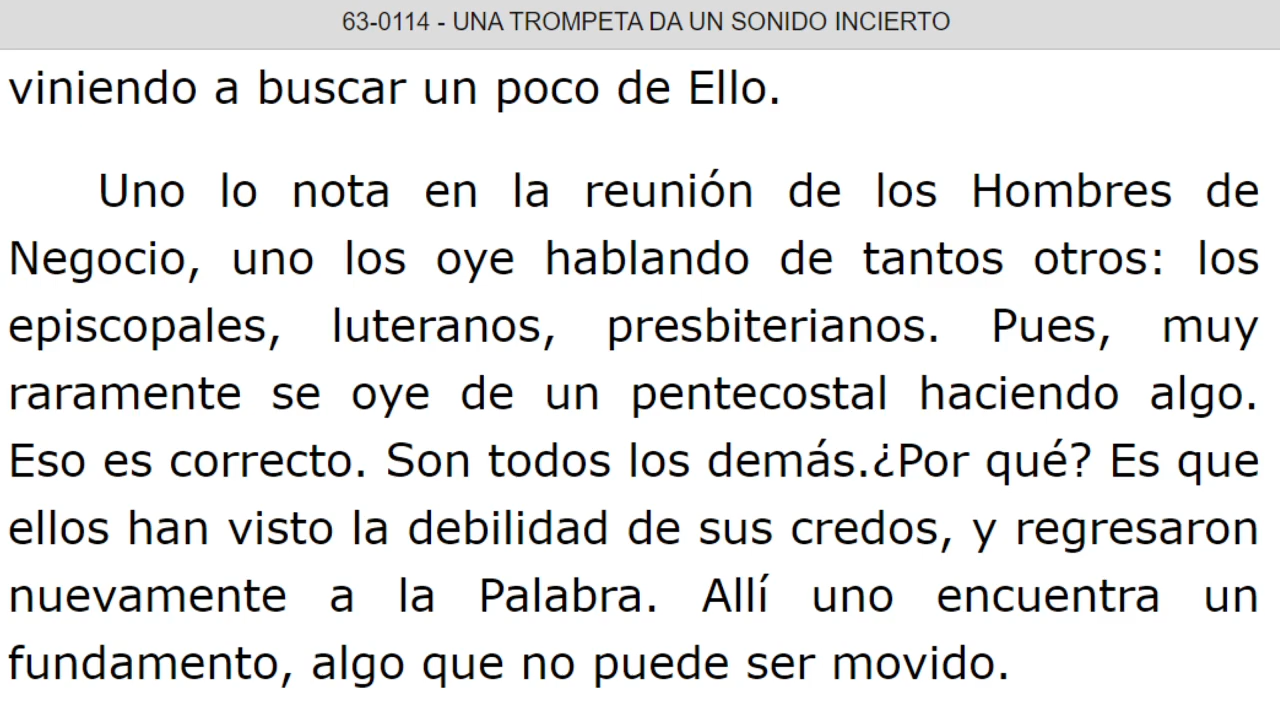 63-0114 - UNA TROMPETA DA UN SONIDO INCIERTO
viniendo a buscar un poco de Ello.
Uno lo nota en la reunión de los Hombres de
Negocio, uno los oye hablando de tantos otros: los
episcopales, luteranos, presbiterianos. Pues, muy
raramente se oye de un pentecostal haciendo algo.
Eso es correcto. Son todos los demás.¿Por qué? Es que
ellos han visto la debilidad de sus credos, y regresaron
nuevamente a la Palabra. Allí uno encuentra un
fundamento, algo que no puede ser movido.